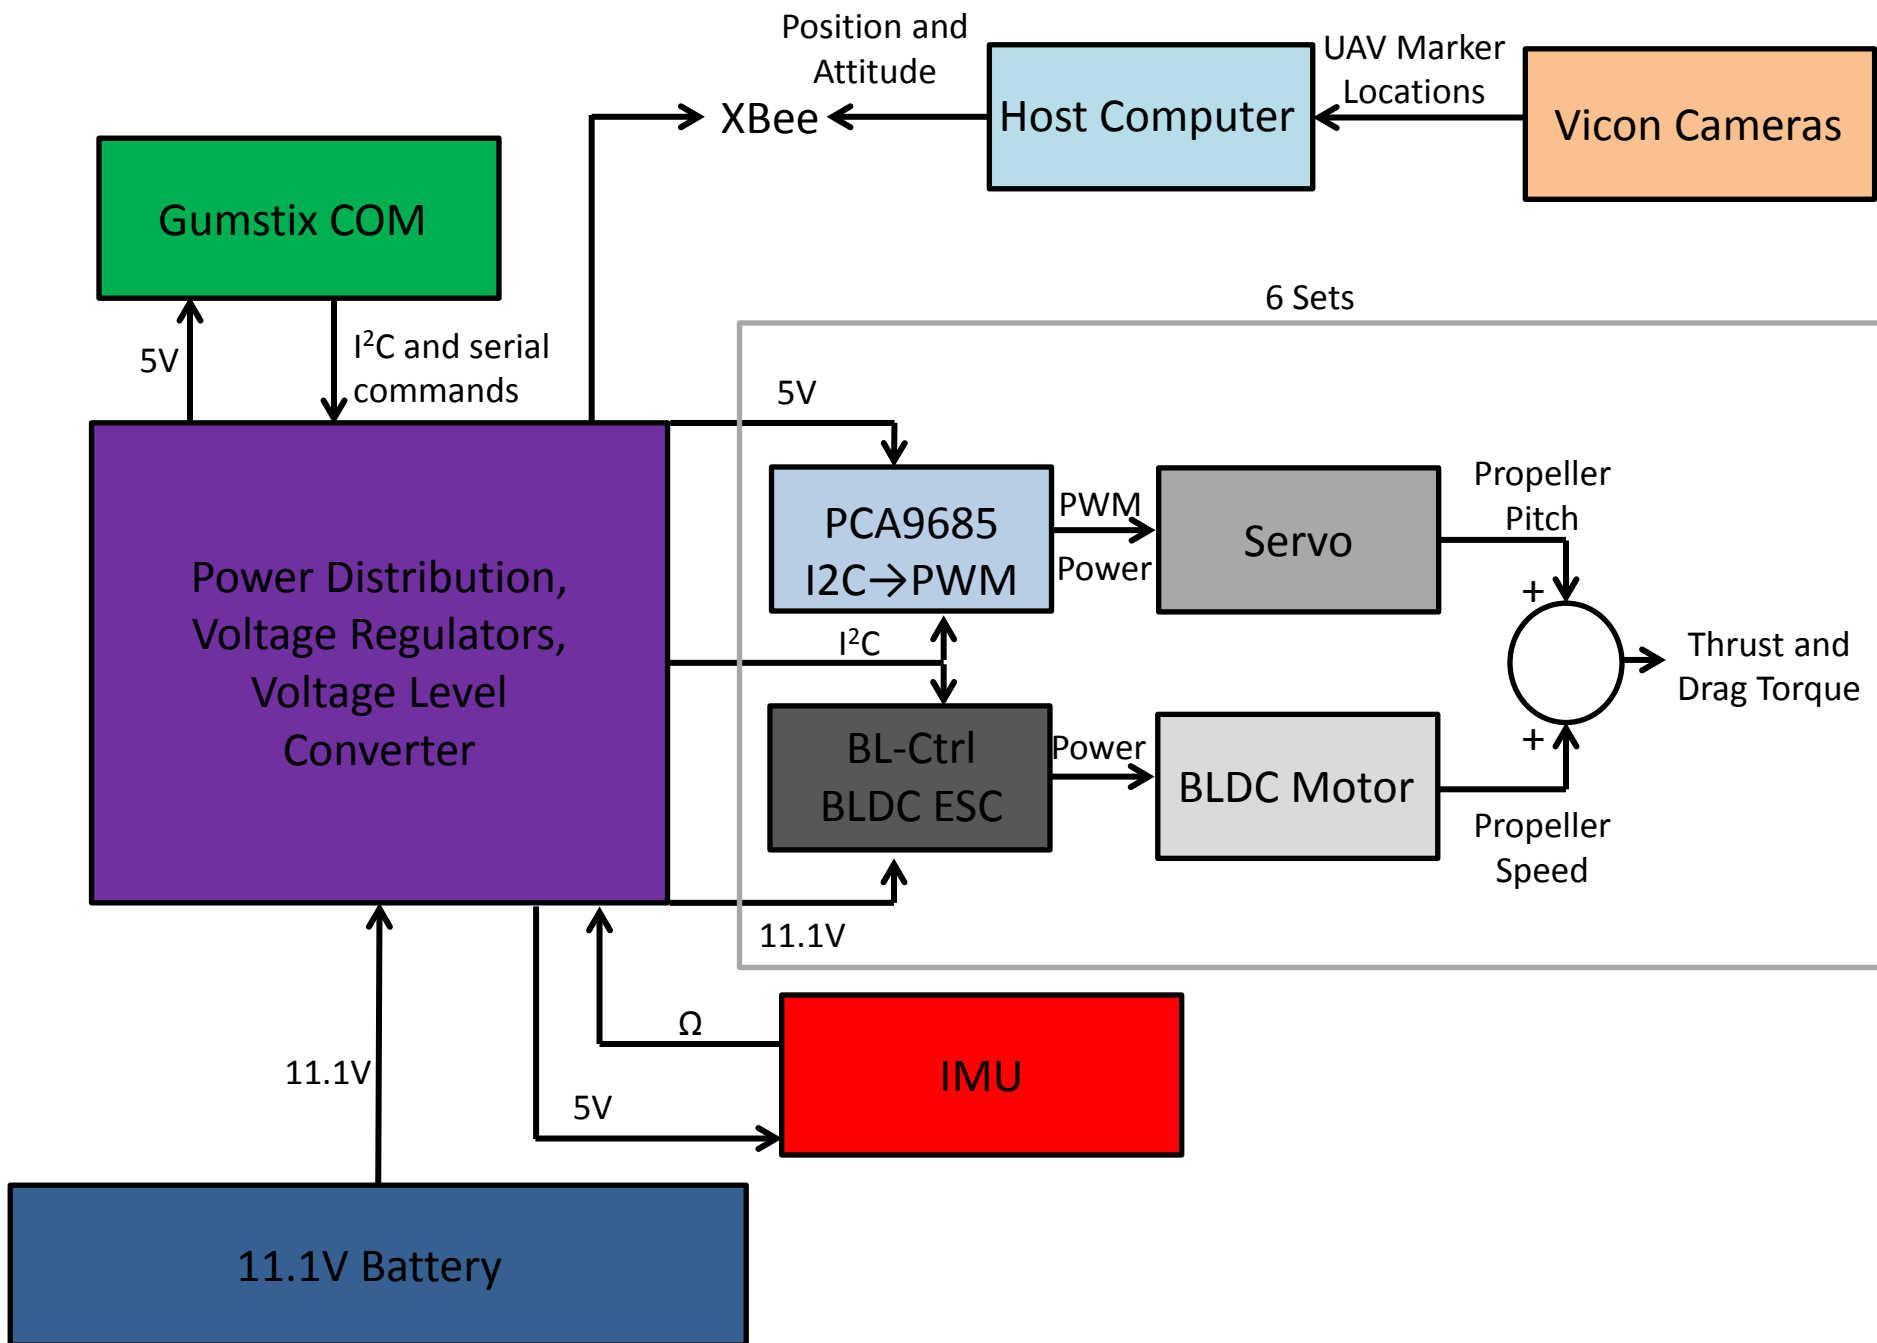 Position and
Attitude
UAV Marker
Locations
XBee
Host Computer
Vicon Cameras
Gumstix COM
6 Sets
5V
I²C and serial
commands
5V
Power Distribution,
Voltage Regulators,
Voltage Level
Converter
PCA9685
I2C→PWM
PWM
Power
Servo
Propeller
Pitch
+
I²C
Thrust and
Drag Torque
+
BL-Ctrl
BLDC ESC
Power
BLDC Motor
Propeller
Speed
11.1V
Ω
11.1V
5V
IMU
11.1V Battery